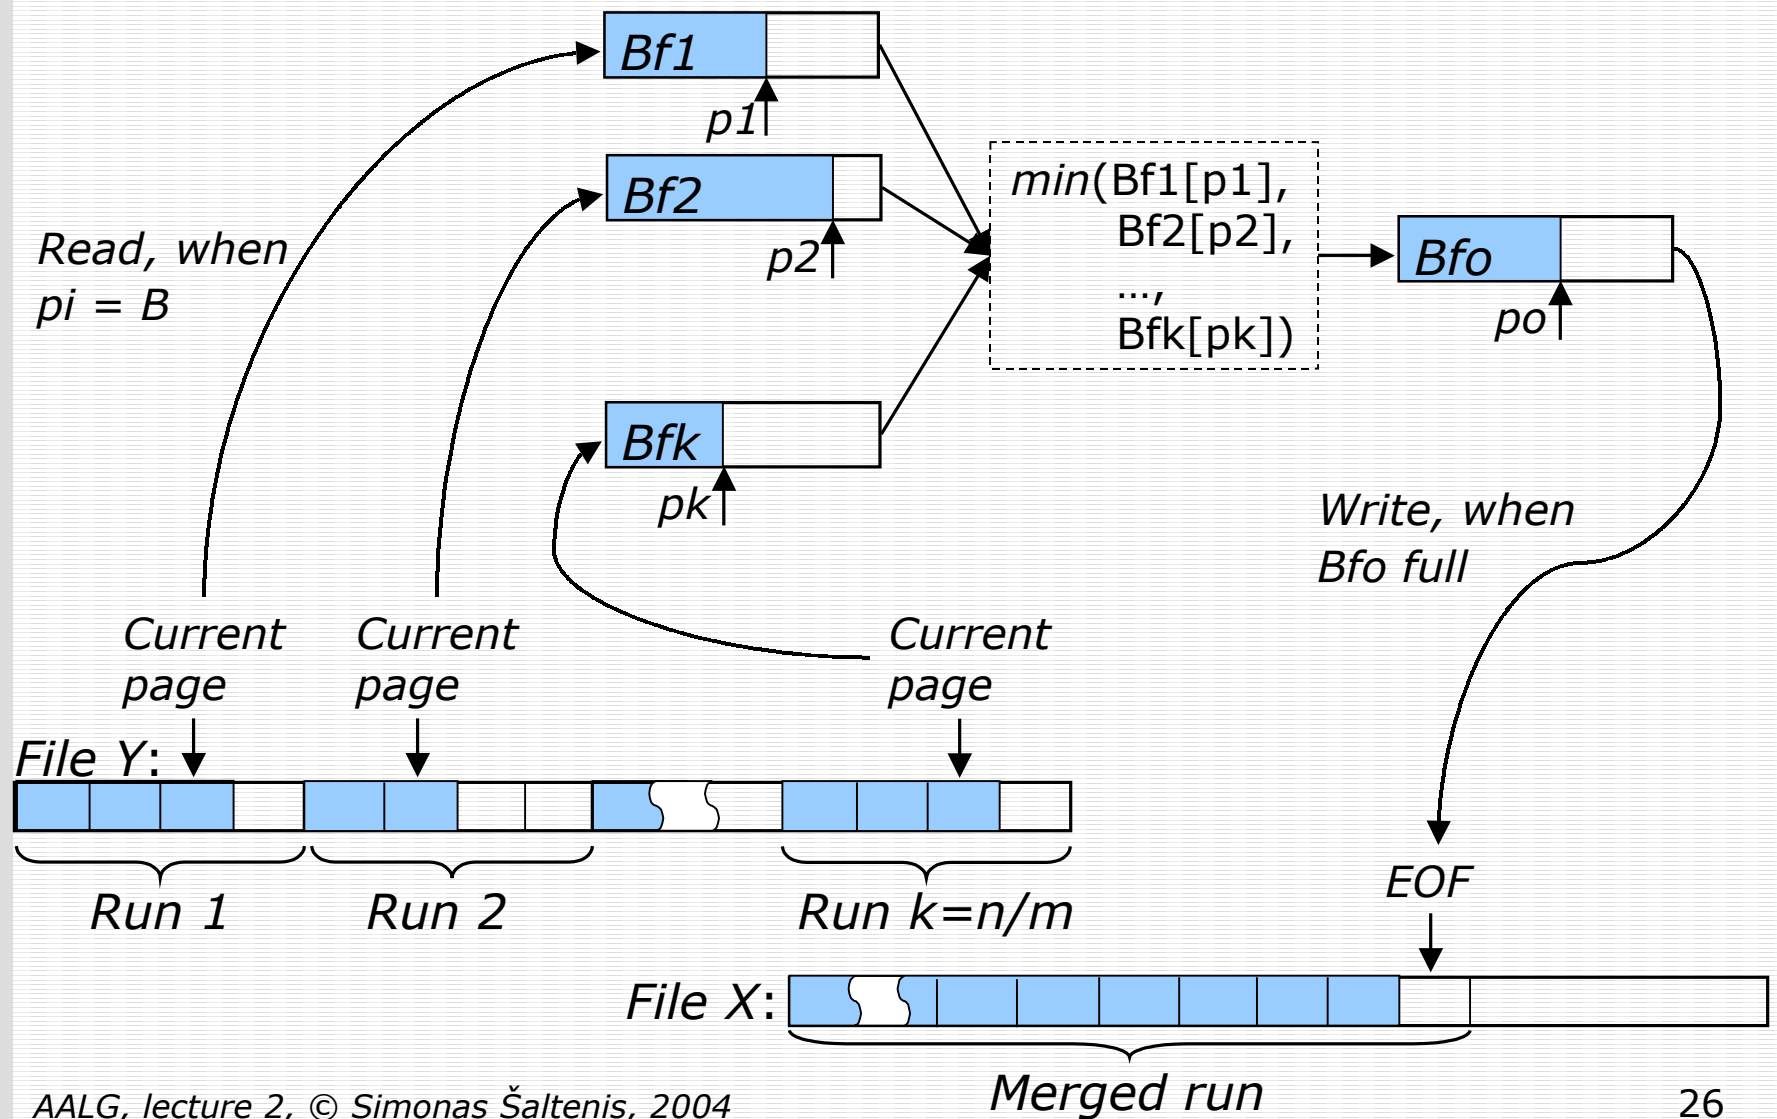 Bf1
p1
Bf2
p2
min(Bf1[p1],
Bf2[p2],
...,
Bfk[pk])
Bfo
po
Read, when
pi = B
Bfk
pk
Write, when
Bfo full
Current
page
Current
page
Current
page
File Y:
Run 1
Run 2
Run k=n/m
EOF
File X:
Merged run
AALG, lecture 2, © Simonas Šaltenis, 2004
26